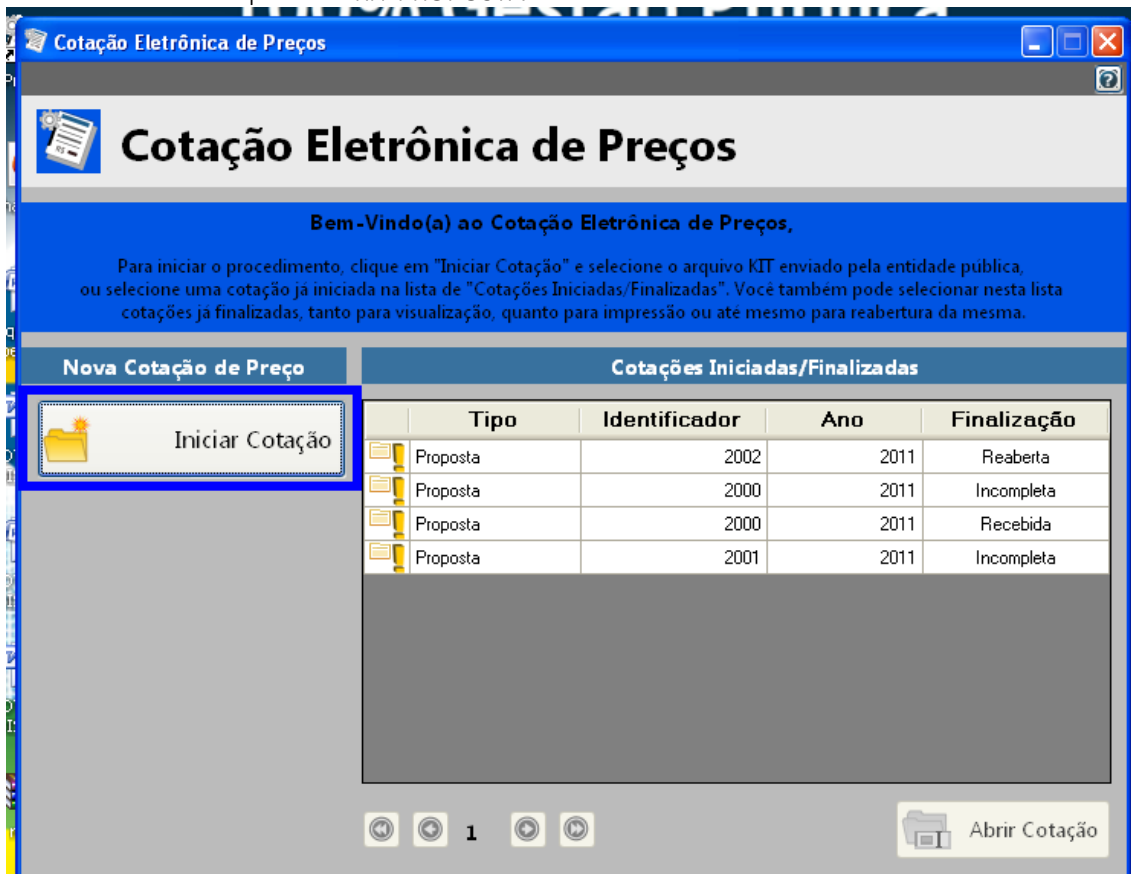 Cotação Eletrônica de Preços
Cotação Eletrônica de Preços
Bem-Vindo(a) ao Cotação Eletrônica de Preços,
Para iniciar o procedimento, clique em "Iniciar Cotação" e selecione o arquivo KIT enviado pela entidade pública,
ou selecione uma cotação já iniciada na lista de "Cotações Iniciadas/Finalizadas". Você também pode selecionar nesta lista
cotações já finalizadas, tanto para visualização, quanto para impressão ou até mesmo para reabertura da mesma.
Nova Cotação de Preço
Cotações Iniciadas/Finalizadas
Iniciar Cotação
Tipo Identificador Ano Finalização
Proposta 2002 2011 Reaberta
Proposta 2000 2011 Incompleta
Proposta 2000 2011 Recebida
Proposta 2001 2011 Incompleta
1
Abrir Cotação